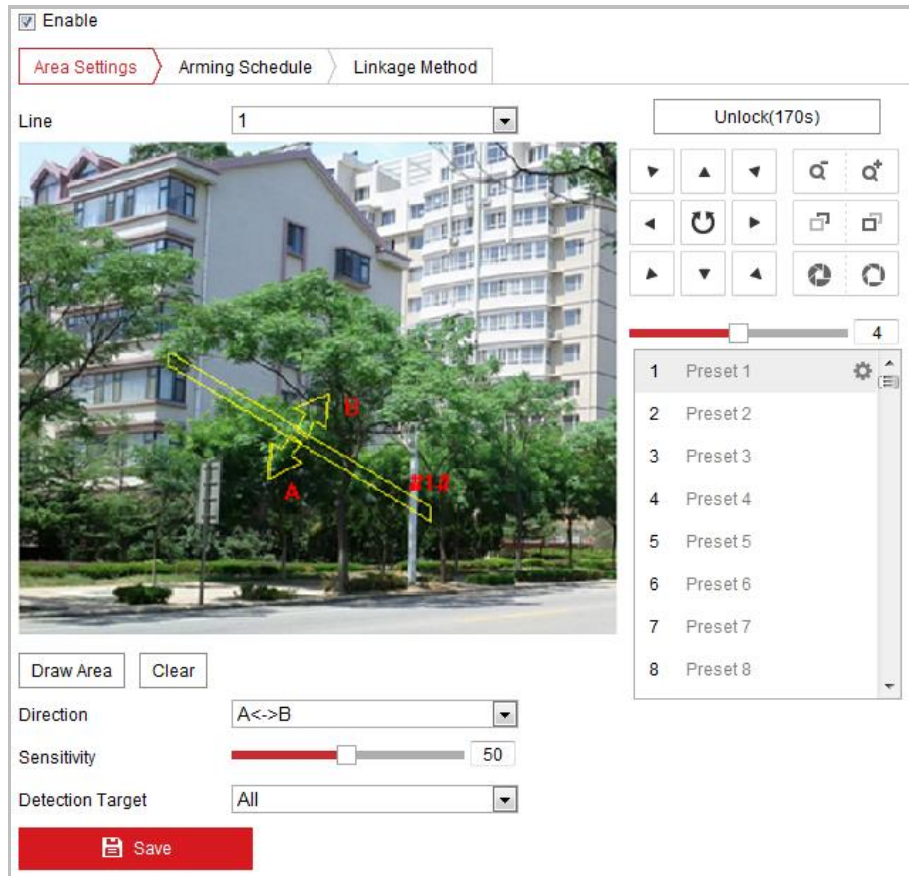 Enable
Area Settings
Arming Schedule
Linkage Method
Line
1
Unlock(170s)
B
A
4
1 Preset 1
2 Preset 2
3 Preset 3
4 Preset 4
5 Preset 5
6 Preset 6
7 Preset 7
8 Preset 8
Draw Area
Clear
Direction
A<->B
Sensitivity
50
Detection Target
All
Save